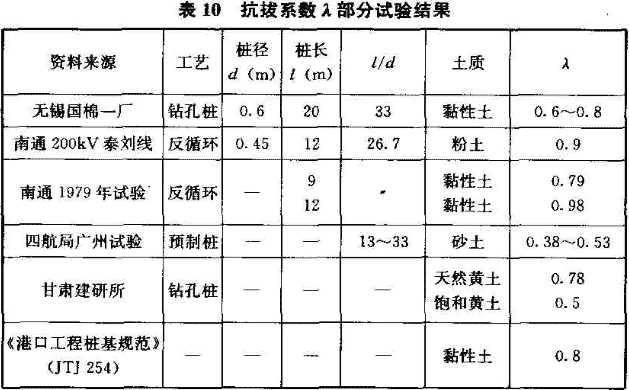 表 10 抗拔系数 λ 部分试验结果
资料来源 工艺 桩径 d (m) 桩长 l (m) l/d 土质 λ
无锡国棉一厂 钻孔桩 0.6 20 33 黏性土 0.6～0.8
南通 200kV 泰刘线 反循环 0.45 12 26.7 粉土 0.9
南通 1979 年试验 反循环 — 9 - 黏性土 0.79
12 黏性土 0.98
四航局广州试验 预制桩 — — 13～33 砂土 0.38～0.53
甘肃建研所 钻孔桩 — — — 天然黄土 0.78
饱和黄土 0.5
《港口工程桩基规范》
(JTJ 254) — — — — 黏性土 0.8